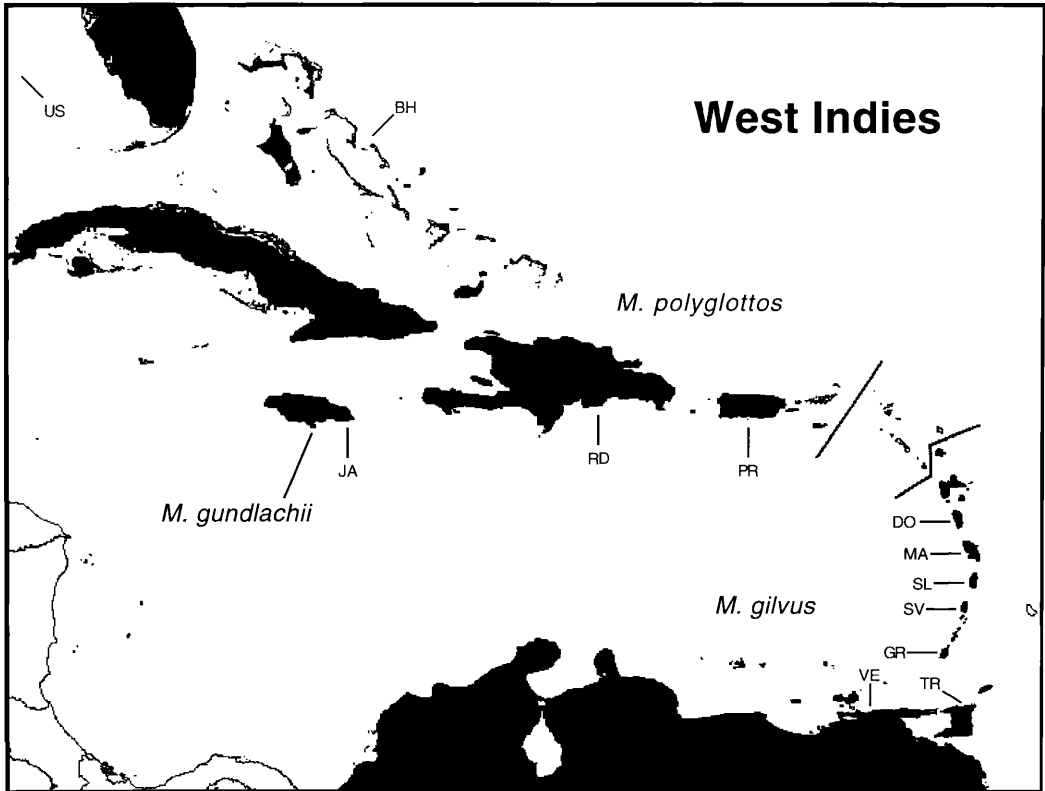 US
BH
West Indies
M. polyglottos
JA
RD
PR
M. gundlachii
DO
MA
SL
M. gilvus
SV
GR
VE
TR